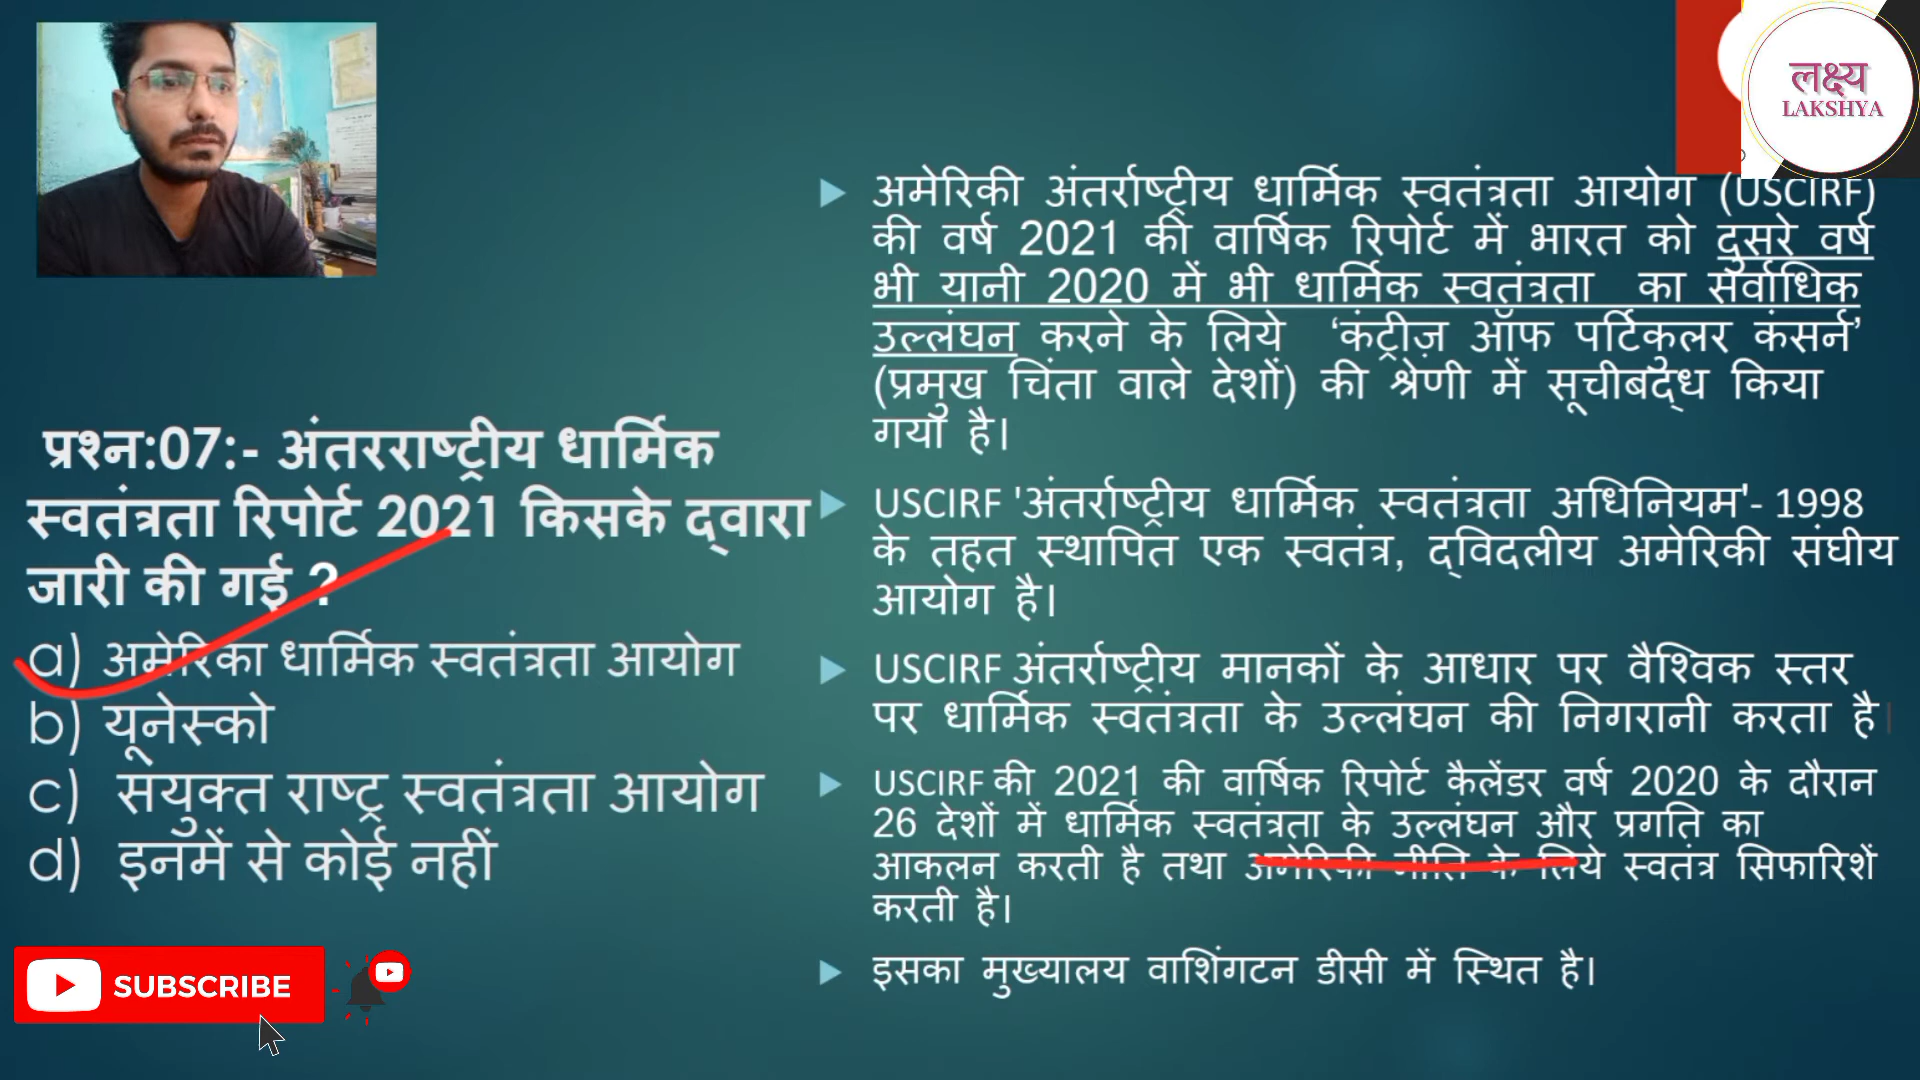 लक्ष्य
LAKSHYA
प्रश्न:07:- अंतरराष्ट्रीय धार्मिक
स्वतंत्रता रिपोर्ट 2021 किसके द्वारा
जारी की गई ?
a) अमेरिका धार्मिक स्वतंत्रता आयोग
b) यूनेस्को
c) संयुक्त राष्ट्र स्वतंत्रता आयोग
d) इनमें से कोई नहीं
SUBSCRIBE
अमेरिकी अंतर्राष्ट्रीय धार्मिक स्वतंत्रता आयोग (USCIRF)
की वर्ष 2021 की वार्षिक रिपोर्ट में भारत को दुसरे वर्ष
भी यानी 2020 में भी धार्मिक स्वतंत्रता का सर्वाधिक
उल्लंघन करने के लिये ‘कंट्रीज़ ऑफ पर्टिकुलर कंसर्न’
(प्रमुख चिंता वाले देशों) की श्रेणी में सूचीबद्ध किया
गया है।
USCIRF 'अंतर्राष्ट्रीय धार्मिक स्वतंत्रता अधिनियम'- 1998
के तहत स्थापित एक स्वतंत्र, द्विदलीय अमेरिकी संघीय
आयोग है।
USCIRF अंतर्राष्ट्रीय मानकों के आधार पर वैश्विक स्तर
पर धार्मिक स्वतंत्रता के उल्लंघन की निगरानी करता है।
USCIRF की 2021 की वार्षिक रिपोर्ट कैलेंडर वर्ष 2020 के दौरान
26 देशों में धार्मिक स्वतंत्रता के उल्लंघन और प्रगति का
आकलन करती है तथा अमेरिकी नीति के लिये स्वतंत्र सिफारिशें
करती है।
इसका मुख्यालय वाशिंगटन डीसी में स्थित है।